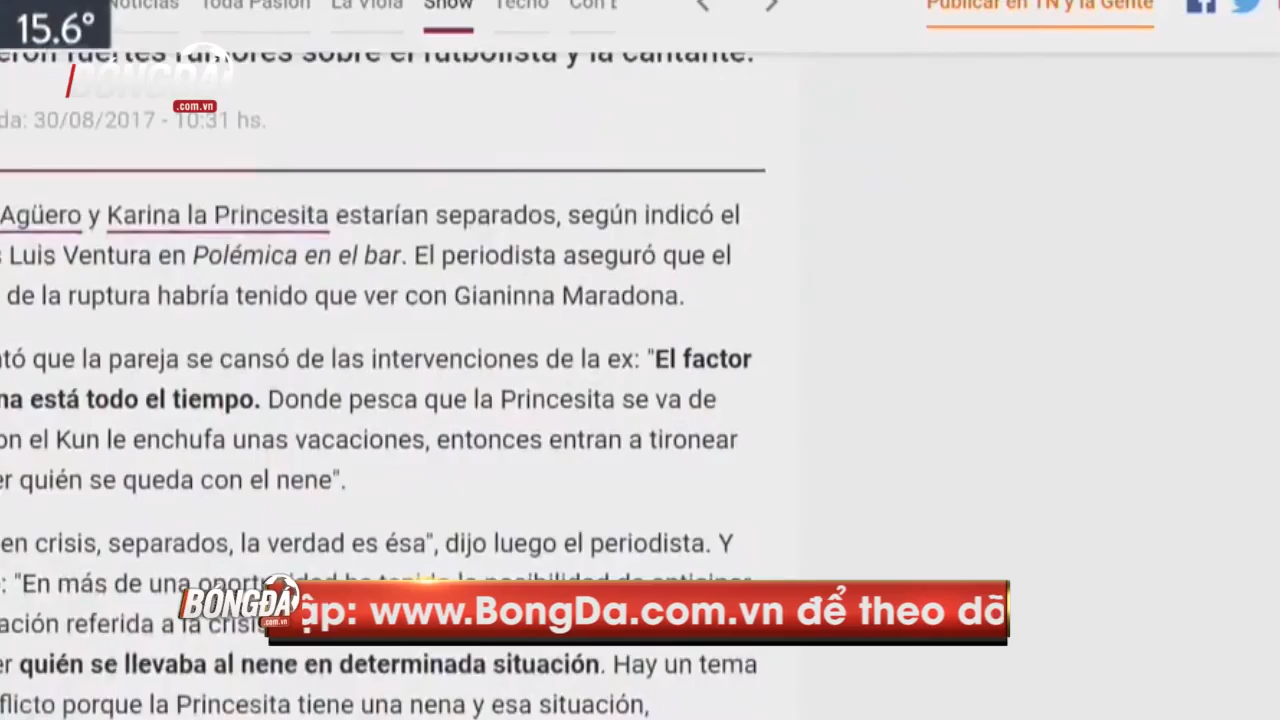 Noticias Toda Pasión La Viola Show Tecno Con E
Publicar en TN y la Gente
15.6°
fuertes rumores sobre el futbolista y la cantante.
BONGDA
.com.vn
da: 30/08/2017 - 10:31 hs.
Agüero y Karina la Princesita estarían separados, según indicó el
s Luis Ventura en Polémica en el bar. El periodista aseguró que el
de la ruptura habría tenido que ver con Gianinna Maradona.
ntó que la pareja se cansó de las intervenciones de la ex: "El factor
na está todo el tiempo. Donde pesca que la Princesita se va de
on el Kun le enchufa unas vacaciones, entonces entran a tironear
er quién se queda con el nene".
en crisis, separados, la verdad es ésa", dijo luego el periodista. Y
: "En más de una
ación referida a la crisis
BONGDA
.com.vn
ập: www.BongDa.com.vn để theo dõ
er quién se llevaba al nene en determinada situación. Hay un tema
flicto porque la Princesita tiene una nena y esa situación,